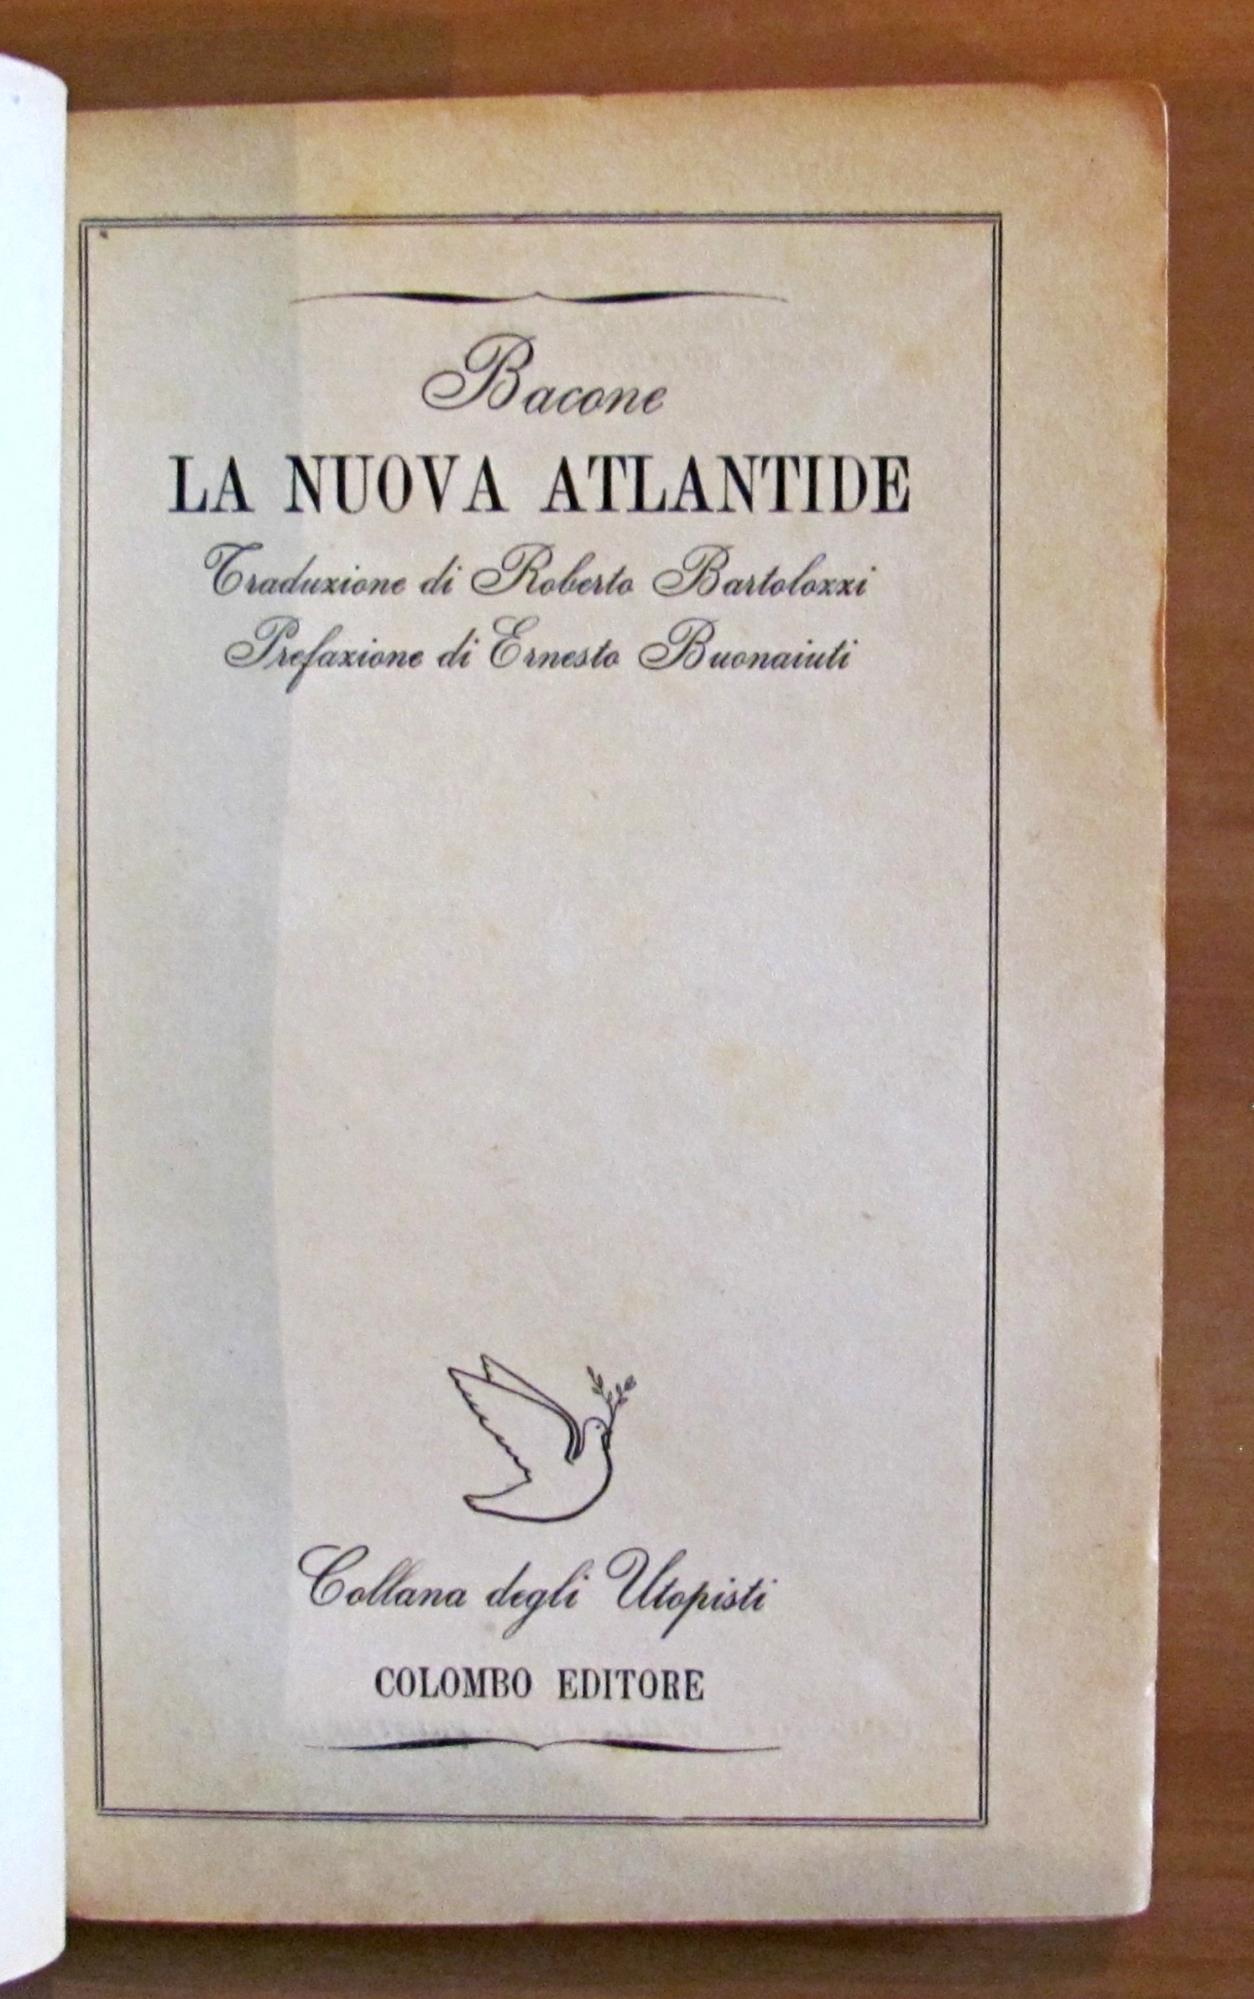 Bacone
LA NUOVA ATLANTIDE
Traduzione di Roberto Bartolozzi
Prefazione di Ernesto Buonaiuti
Collana degli Utopisti
COLOMBO EDITORE